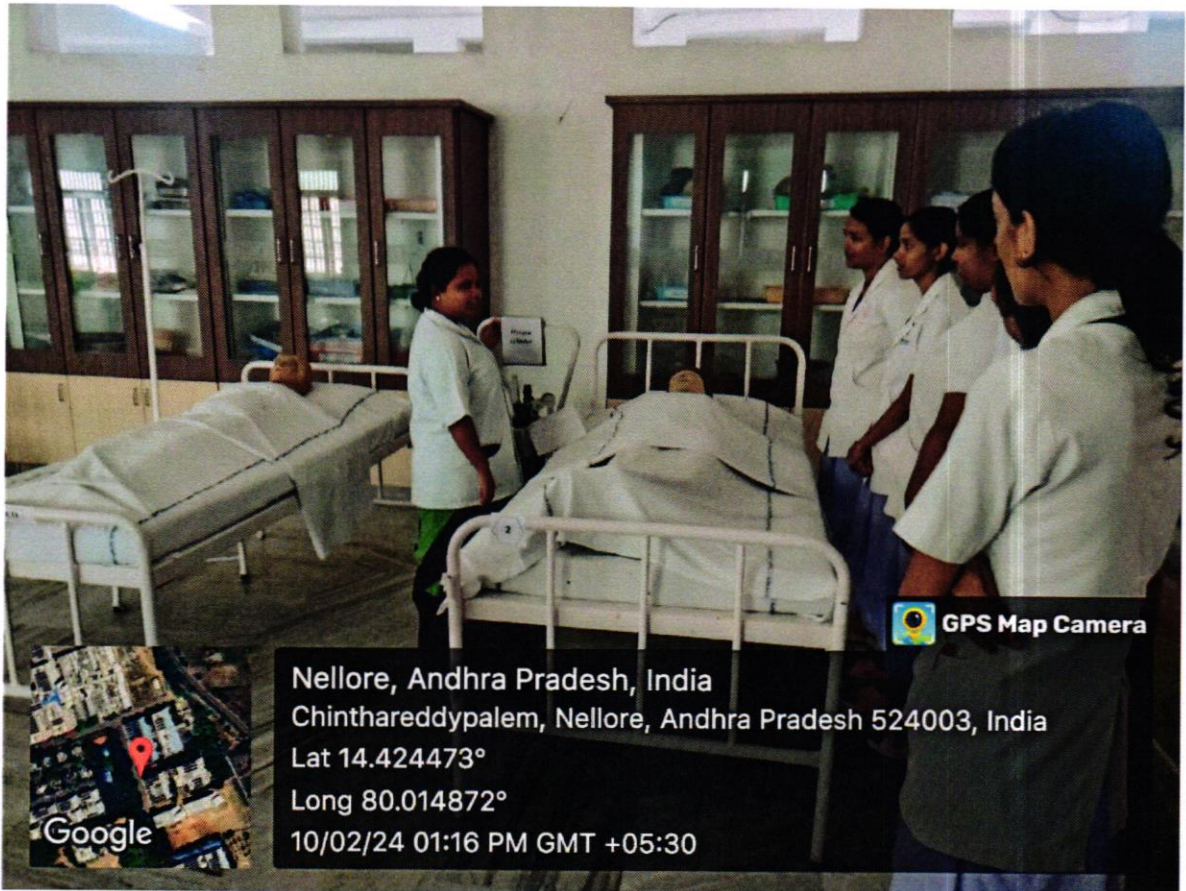 2
GPS Map Camera
Nellore, Andhra Pradesh, India
Chinthareddypalem, Nellore, Andhra Pradesh 524003, India
Lat 14.424473°
Long 80.014872°
10/02/24 01:16 PM GMT +05:30
Google